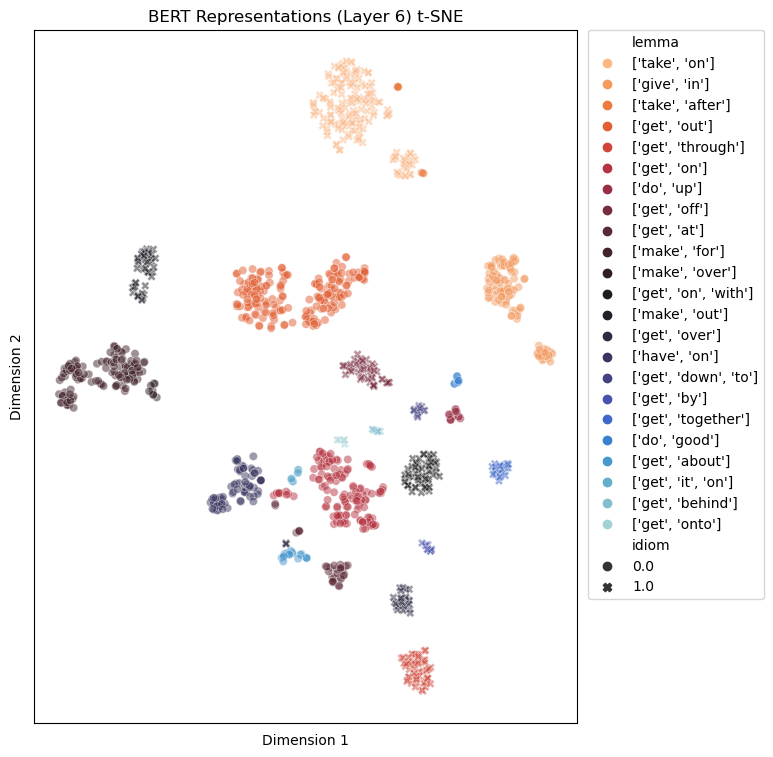 BERT Representations (Layer 6) t-SNE
Dimension 2
Dimension 1
lemma
['take', 'on']
['give', 'in']
['take', 'after']
['get', 'out']
['get', 'through']
['get', 'on']
['do', 'up']
['get', 'off']
['get', 'at']
['make', 'for']
['make', 'over']
['get', 'on', 'with']
['make', 'out']
['get', 'over']
['have', 'on']
['get', 'down', 'to']
['get', 'by']
['get', 'together']
['do', 'good']
['get', 'about']
['get', 'it', 'on']
['get', 'behind']
['get', 'onto']
idiom
0.0
1.0